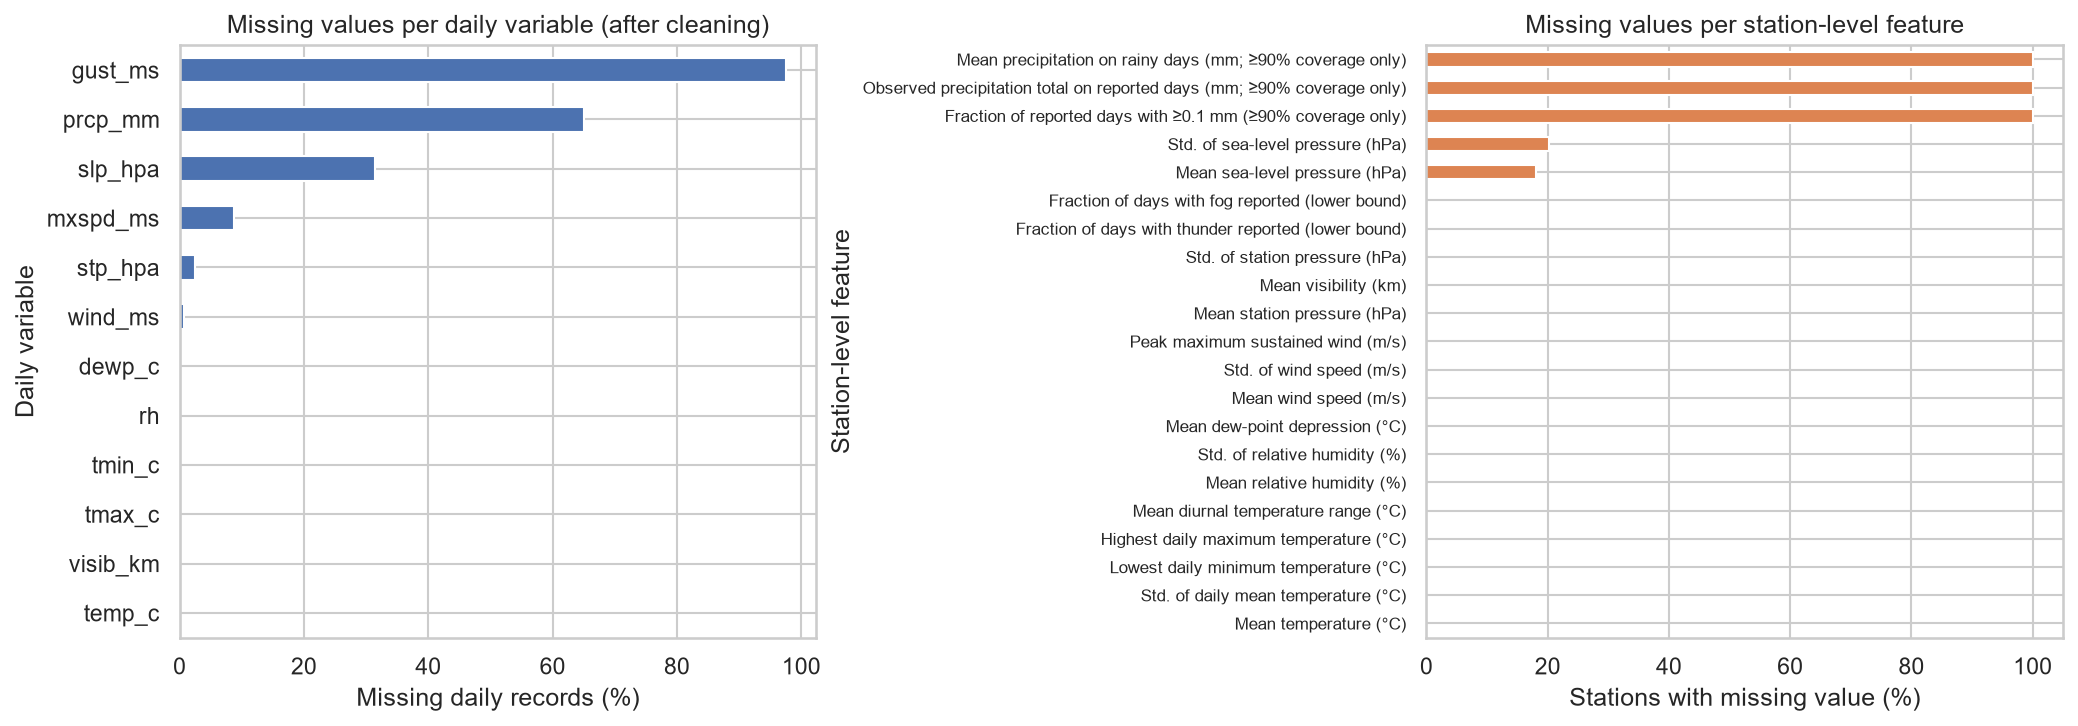 Missing values per daily variable (after cleaning)
Daily variable
gust_ms
prcp_mm
slp_hpa
mxspd_ms
stp_hpa
wind_ms
dewp_c
rh
tmin_c
tmax_c
visib_km
temp_c
0 20 40 60 80 100
Missing daily records (%)
Missing values per station-level feature
Station-level feature
Mean precipitation on rainy days (mm; ≥90% coverage only)
Observed precipitation total on reported days (mm; ≥90% coverage only)
Fraction of reported days with ≥0.1 mm (≥90% coverage only)
Std. of sea-level pressure (hPa)
Mean sea-level pressure (hPa)
Fraction of days with fog reported (lower bound)
Fraction of days with thunder reported (lower bound)
Std. of station pressure (hPa)
Mean visibility (km)
Mean station pressure (hPa)
Peak maximum sustained wind (m/s)
Std. of wind speed (m/s)
Mean wind speed (m/s)
Mean dew-point depression (°C)
Std. of relative humidity (%)
Mean relative humidity (%)
Mean diurnal temperature range (°C)
Highest daily maximum temperature (°C)
Lowest daily minimum temperature (°C)
Std. of daily mean temperature (°C)
Mean temperature (°C)
0 20 40 60 80 100
Stations with missing value (%)